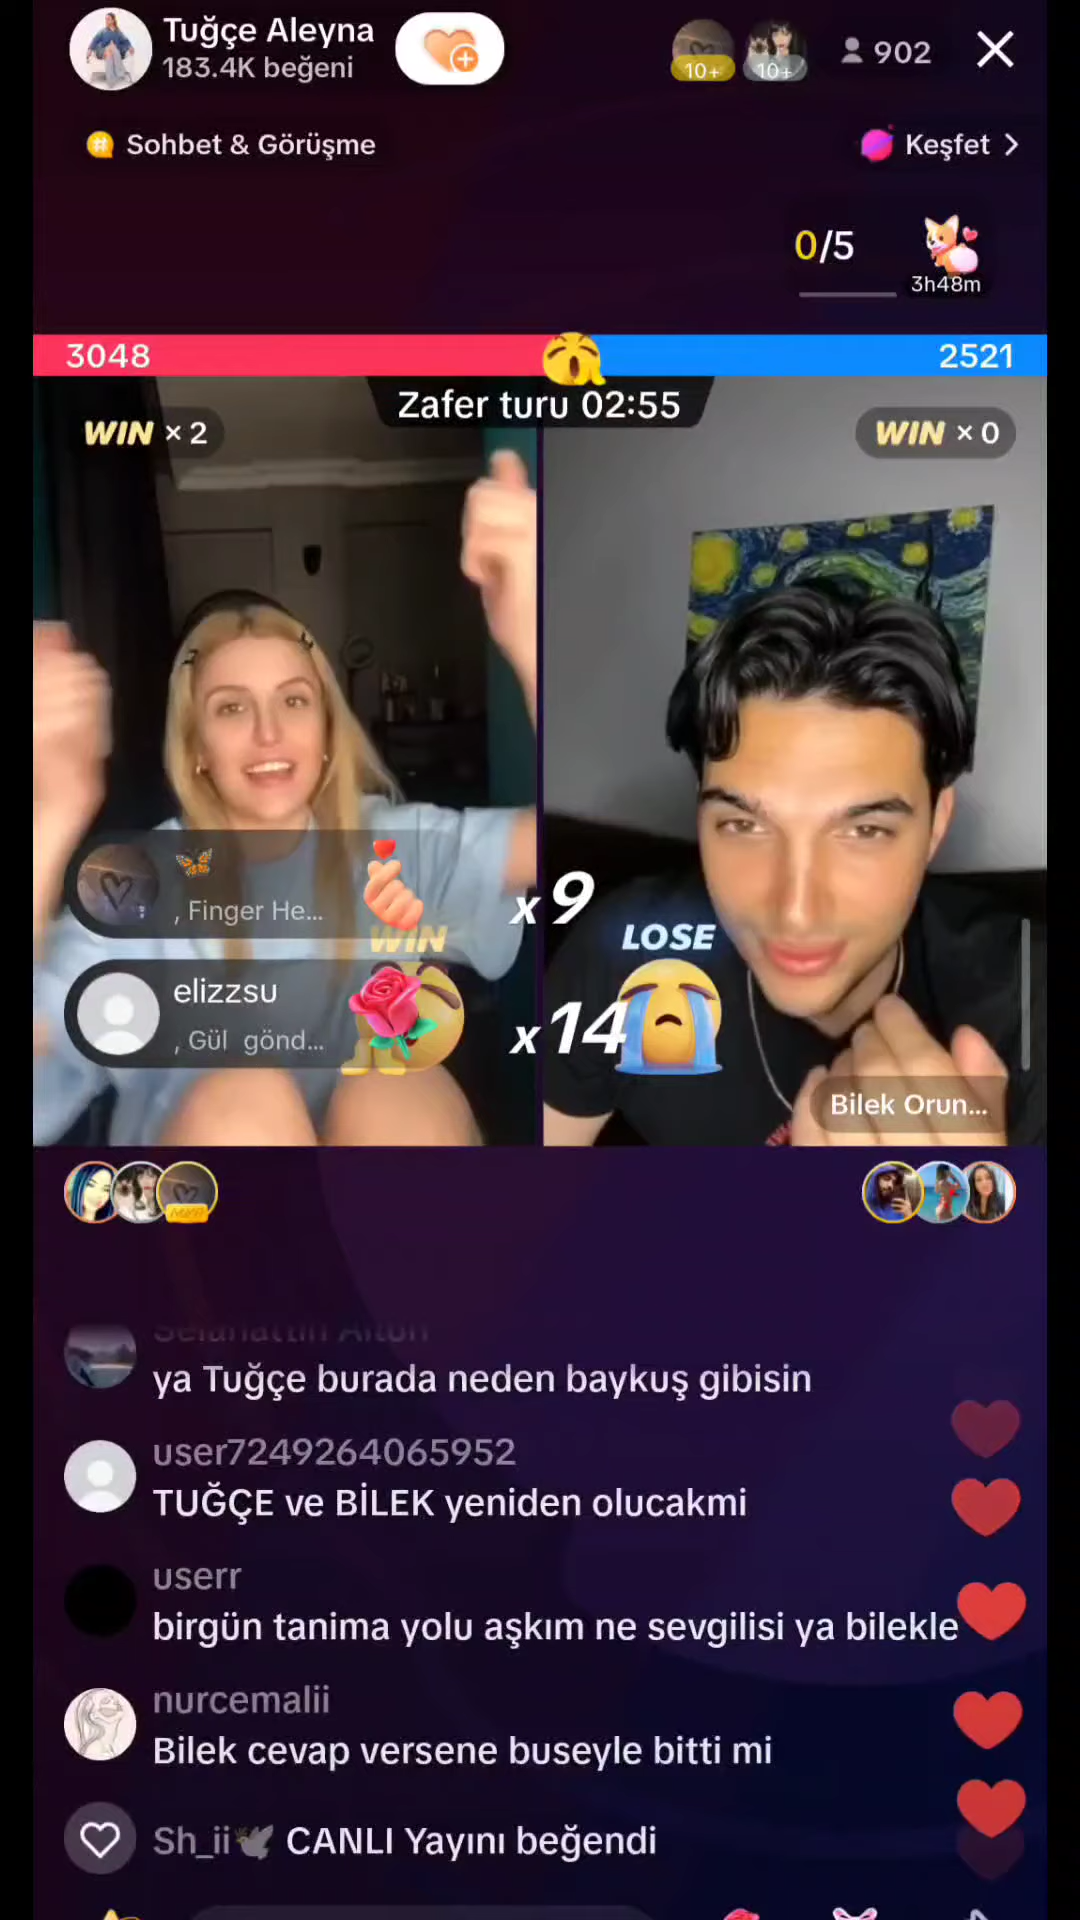 Tuğçe Aleyna
183.4K beğeni
10+
10+
902
Sohbet & Görüşme
Keşfet
0/5
3h48m
3048
2521
Zafer turu 02:55
WIN × 2
WIN × 0
, Finger He...
x9
WIN
LOSE
elizzsu
, Gül gönd...
x14
Bilek Orun...
Selahattin Altun
ya Tuğçe burada neden baykuş gibisin
user7249264065952
TUĞÇE ve BİLEK yeniden olucakmi
userr
birgün tanima yolu aşkım ne sevgilisi ya bilekle
nurcemalii
Bilek cevap versene buseyle bitti mi
Sh_ii🕊 CANLI Yayını beğendi